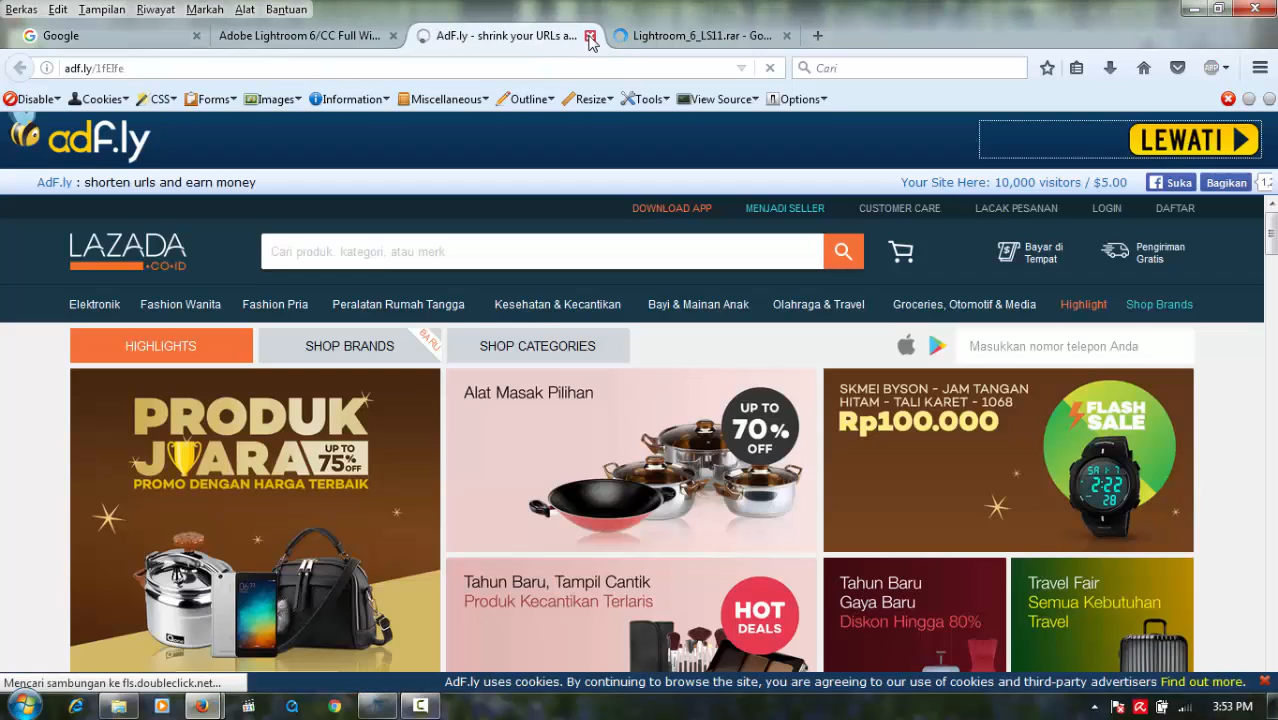 Berkas Edit Tampilan Riwayat Markah Alat Bantuan
Google
Adobe Lightroom 6/CC Full Wi...
AdF.ly - shrink your URLs a...
Lightroom_6_LS11.rar - Go...
adf.ly/1fEIfe
Cari
Disable Cookies CSS Forms Images Information Miscellaneous Outline Resize Tools View Source Options
adf.ly
LEWATI
AdF.ly : shorten urls and earn money
Your Site Here: 10,000 visitors / $5.00
Suka
Bagikan
DOWNLOAD APP MENJADI SELLER CUSTOMER CARE LACAK PESANAN LOGIN DAFTAR
LAZADA
.CO.ID
Cari produk, kategori, atau merk
Bayar di
Tempat
Pengiriman
Gratis
Elektronik Fashion Wanita Fashion Pria Peralatan Rumah Tangga Kesehatan & Kecantikan Bayi & Mainan Anak Olahraga & Travel Groceries, Otomotif & Media Highlight Shop Brands
HIGHLIGHTS
SHOP BRANDS
BARU
SHOP CATEGORIES
Masukkan nomor telepon Anda
PRODUK
JUARA
UP TO
75%
OFF
PROMO DENGAN HARGA TERBAIK
Alat Masak Pilihan
UP TO
70%
OFF
SKMEI BYSON - JAM TANGAN
HITAM - TALI KARET - 1068
Rp100.000
FLASH
SALE
2:22
28
Tahun Baru, Tampil Cantik
Produk Kecantikan Terlaris
HOT
DEALS
Tahun Baru
Gaya Baru
Diskon Hingga 80%
Travel Fair
Semua Kebutuhan
Travel
Mencari sambungan ke fls.doubleclick.net...
AdF.ly uses cookies. By continuing to browse the site, you are agreeing to our use of cookies and third-party advertisers Find out more.
3:53 PM